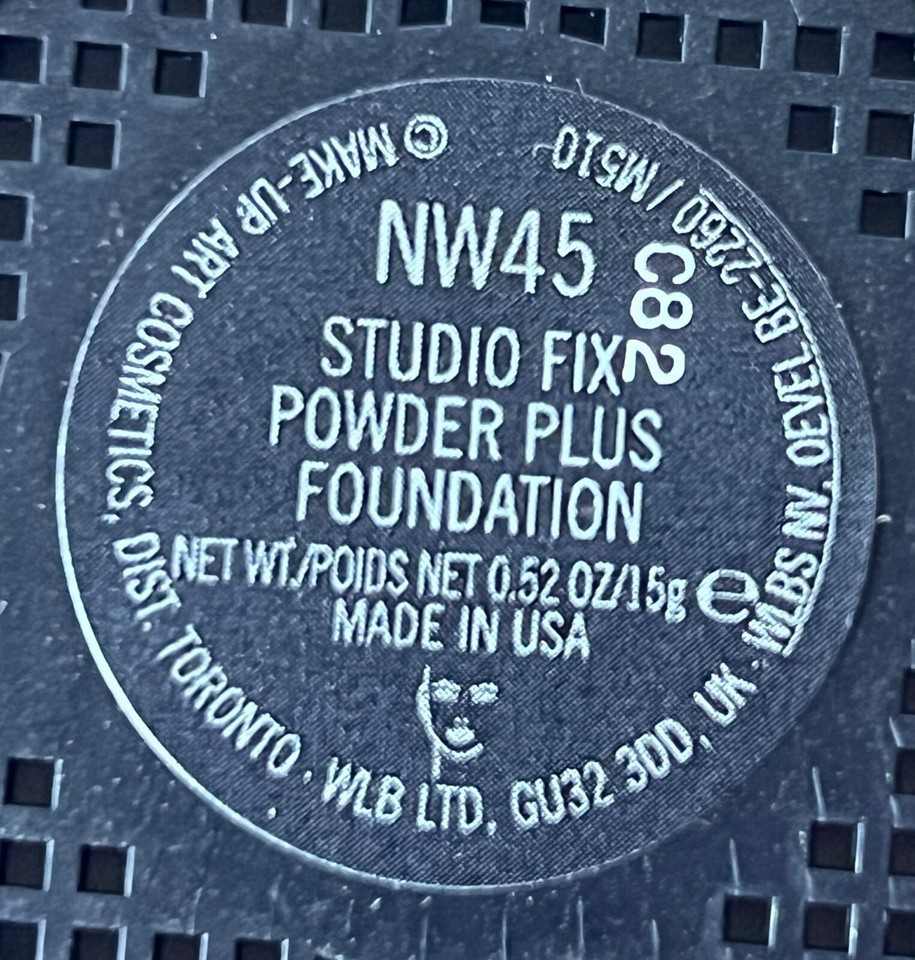 NW45
C82
STUDIO FIX
POWDER PLUS
FOUNDATION
NET WT./POIDS NET 0.52 OZ/15g
MADE IN USA
© MAKE-UP ART COSMETICS, DIST. TORONTO · WLB LTD, GU32 3DD, UK · WLBS NV. OEVEL BE-2260 / M510